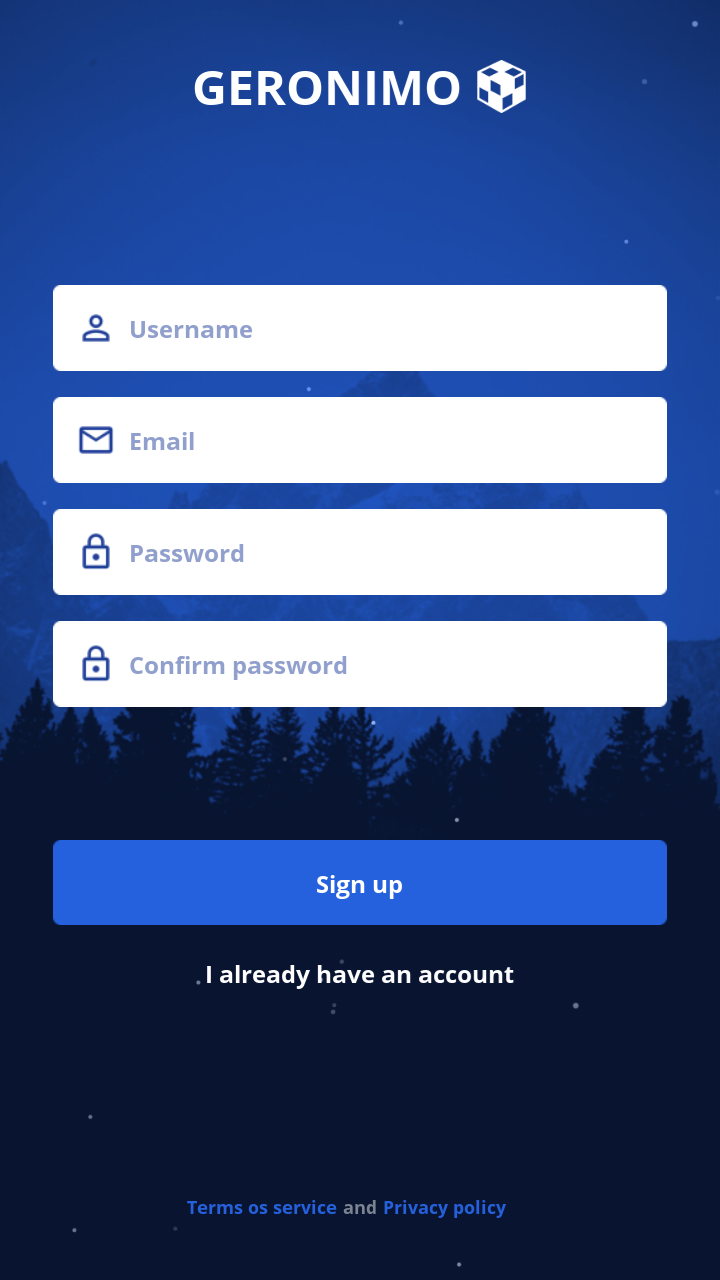 GERONIMO
Username
Email
Password
Confirm password
Sign up
I already have an account
Terms os service and Privacy policy